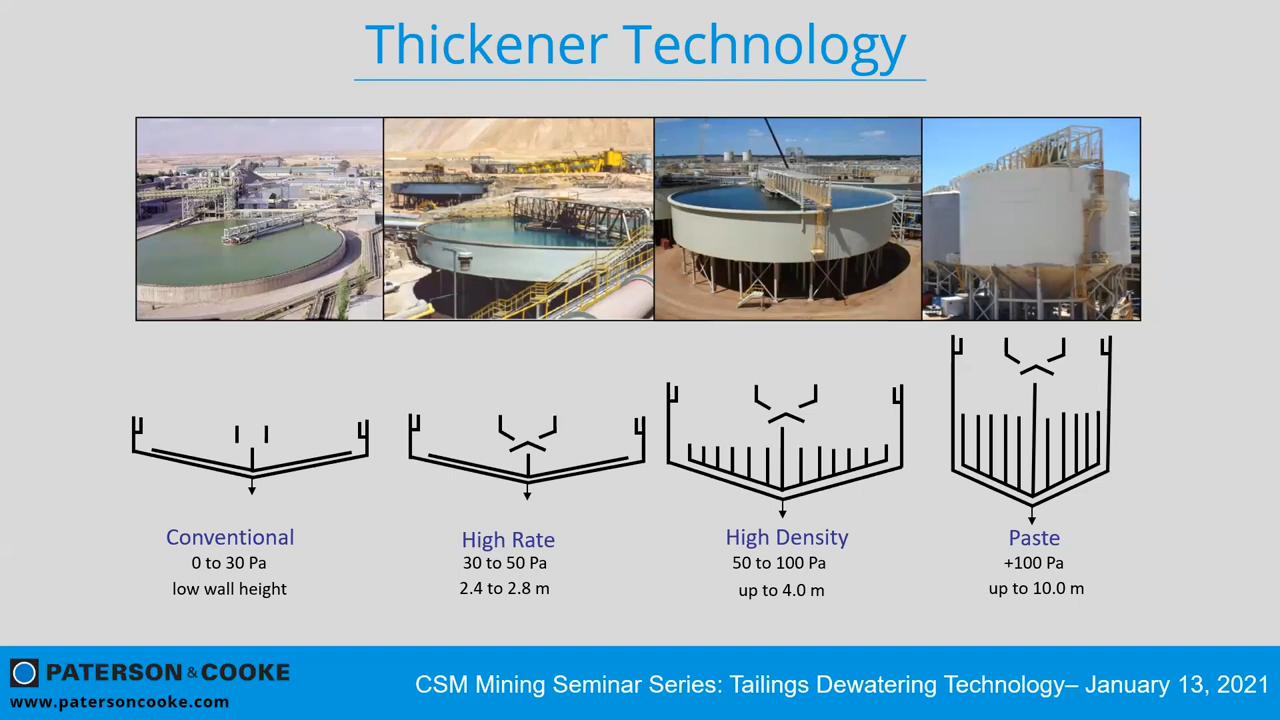 Thickener Technology
Conventional
0 to 30 Pa
low wall height
High Rate
30 to 50 Pa
2.4 to 2.8 m
High Density
50 to 100 Pa
up to 4.0 m
Paste
+100 Pa
up to 10.0 m
PATERSON & COOKE
www.patersoncooke.com
CSM Mining Seminar Series: Tailings Dewatering Technology– January 13, 2021